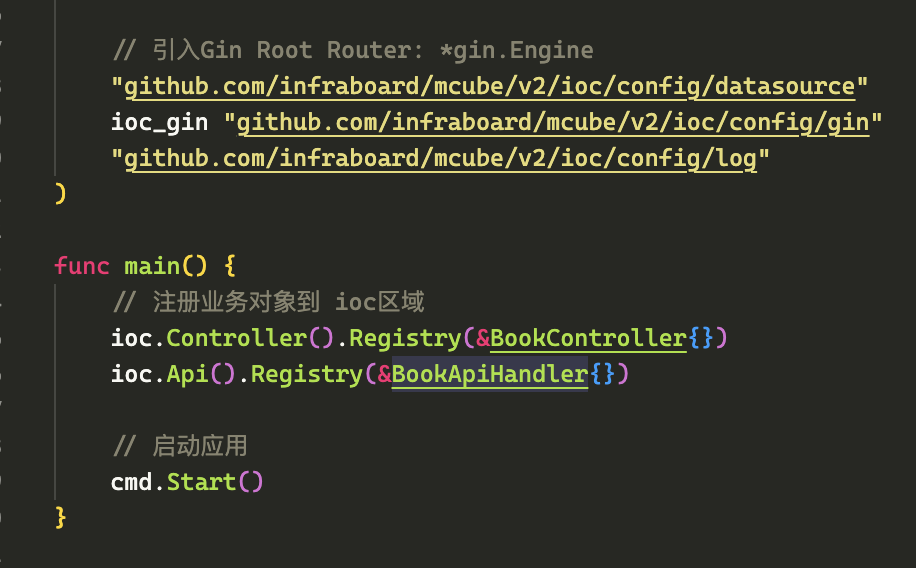 // 引入Gin Root Router: *gin.Engine
"github.com/infraboard/mcube/v2/ioc/config/datasource"
ioc_gin "github.com/infraboard/mcube/v2/ioc/config/gin"
"github.com/infraboard/mcube/v2/ioc/config/log"
)
func main() {
// 注册业务对象到 ioc区域
ioc.Controller().Registry(&BookController{})
ioc.Api().Registry(&BookApiHandler{})
// 启动应用
cmd.Start()
}